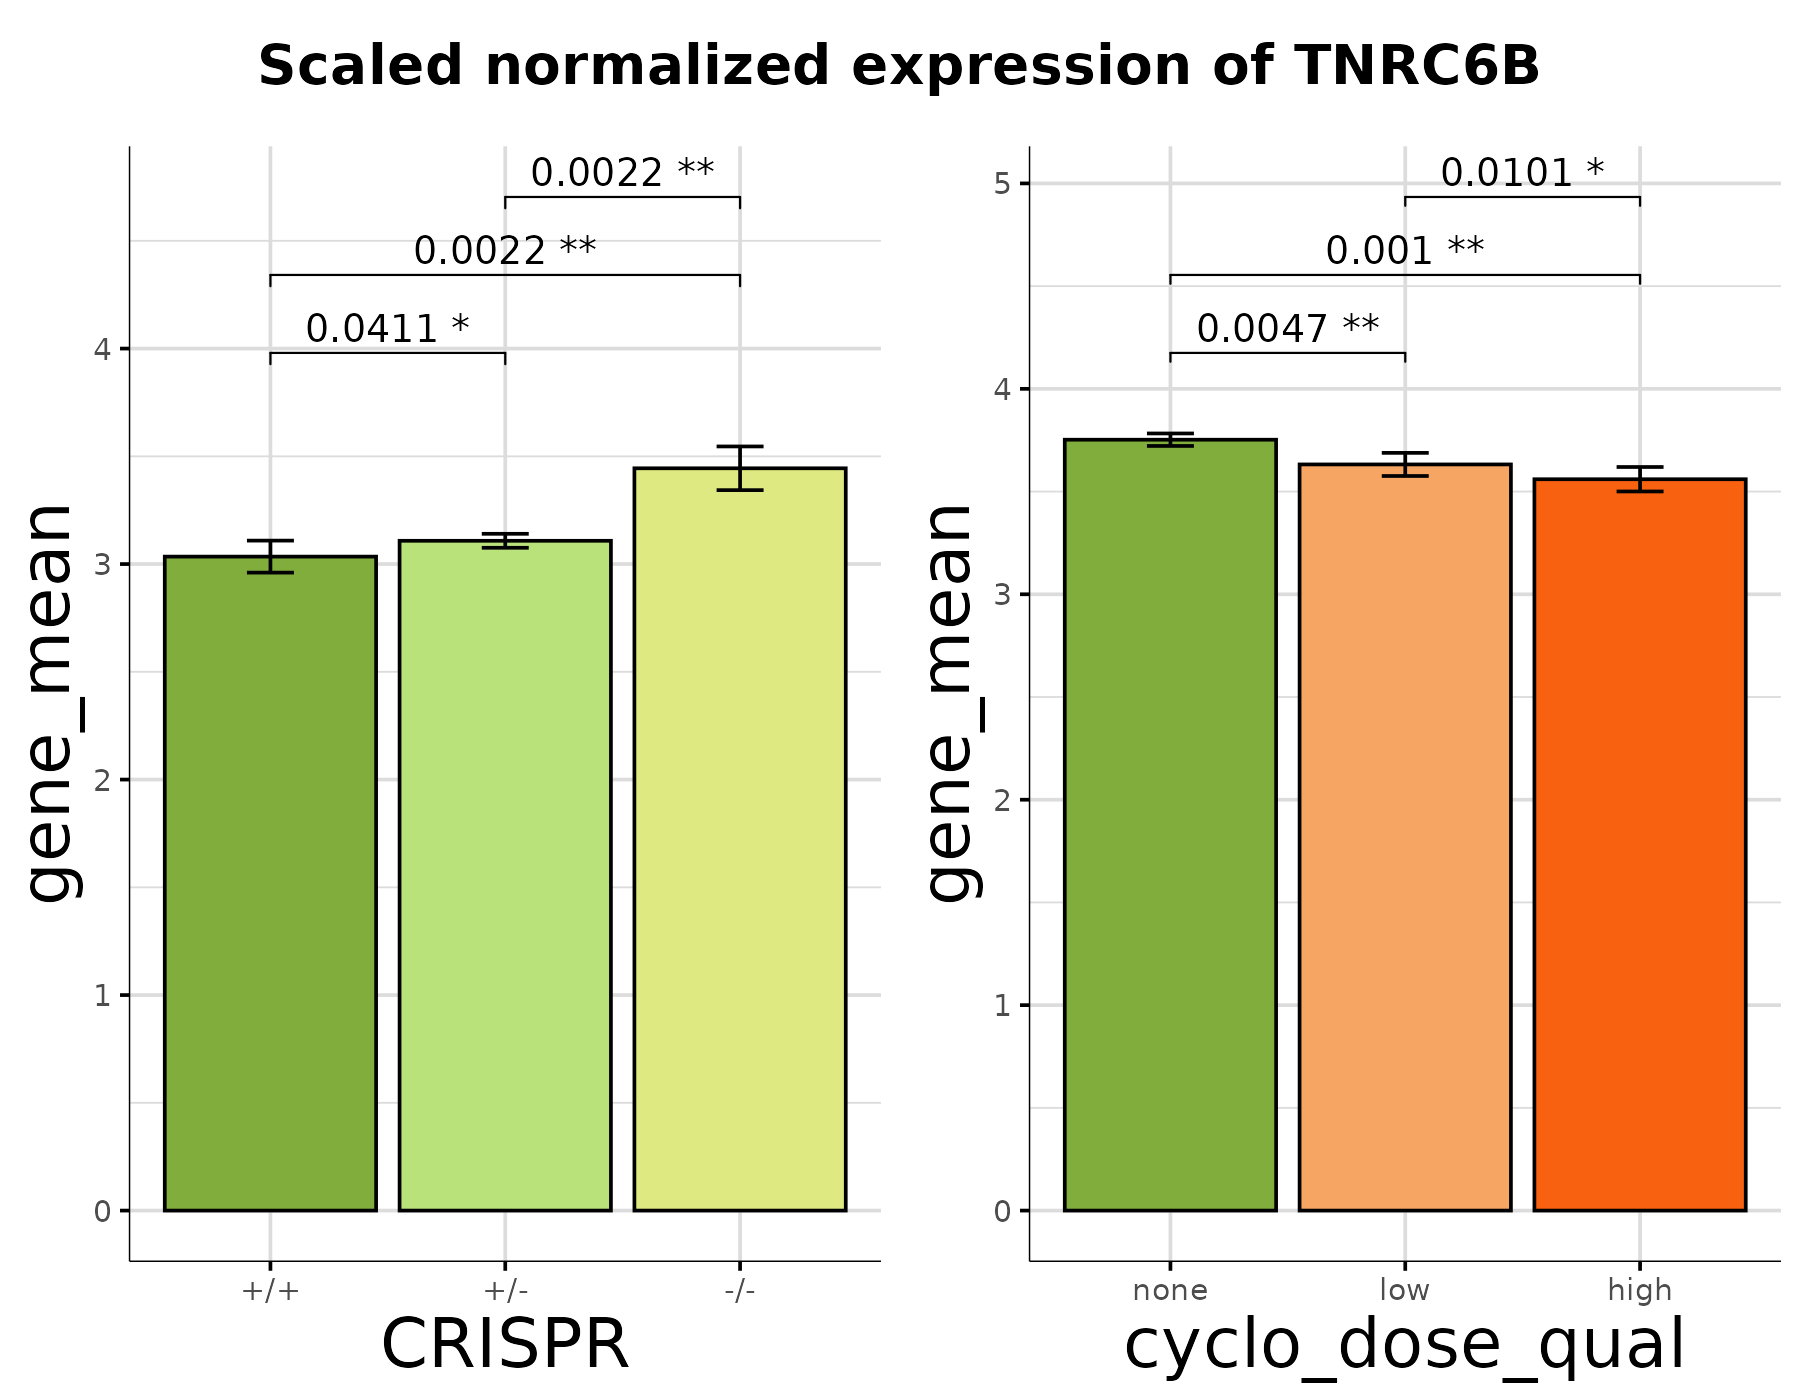 Scaled normalized expression of TNRC6B
gene_mean
0
1
2
3
4
0.0022 **
0.0022 **
0.0411 *
+/+
+/-
-/-
CRISPR
gene_mean
0
1
2
3
4
5
0.0101 *
0.001 **
0.0047 **
none
low
high
cyclo_dose_qual